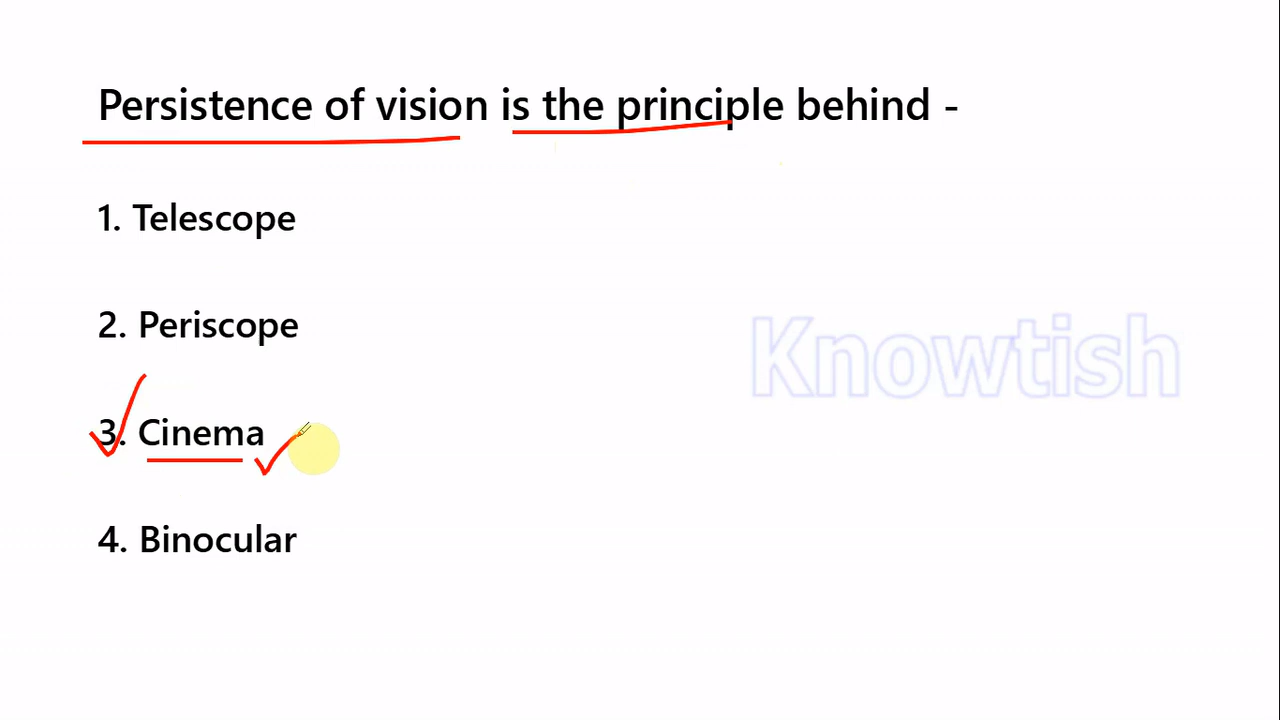 Persistence of vision is the principle behind -
1. Telescope
2. Periscope
Knowtish
3. Cinema
4. Binocular